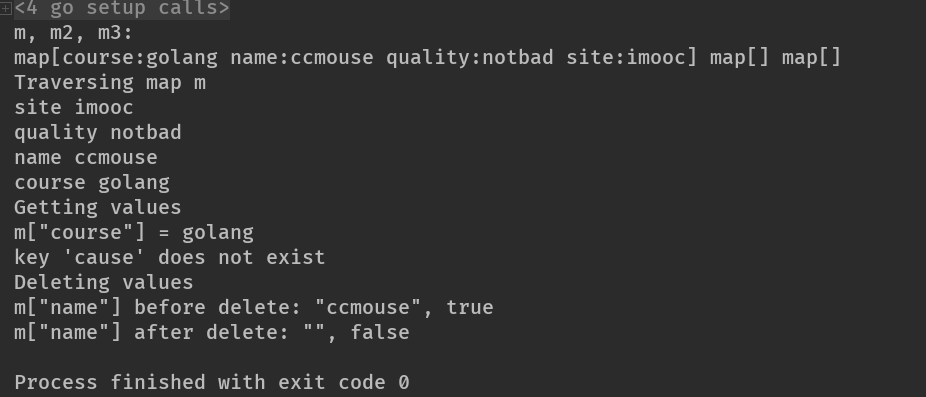 <4 go setup calls>
m, m2, m3:
map[course:golang name:ccmouse quality:notbad site:imooc] map[] map[]
Traversing map m
site imooc
quality notbad
name ccmouse
course golang
Getting values
m["course"] = golang
key 'cause' does not exist
Deleting values
m["name"] before delete: "ccmouse", true
m["name"] after delete: "", false
Process finished with exit code 0